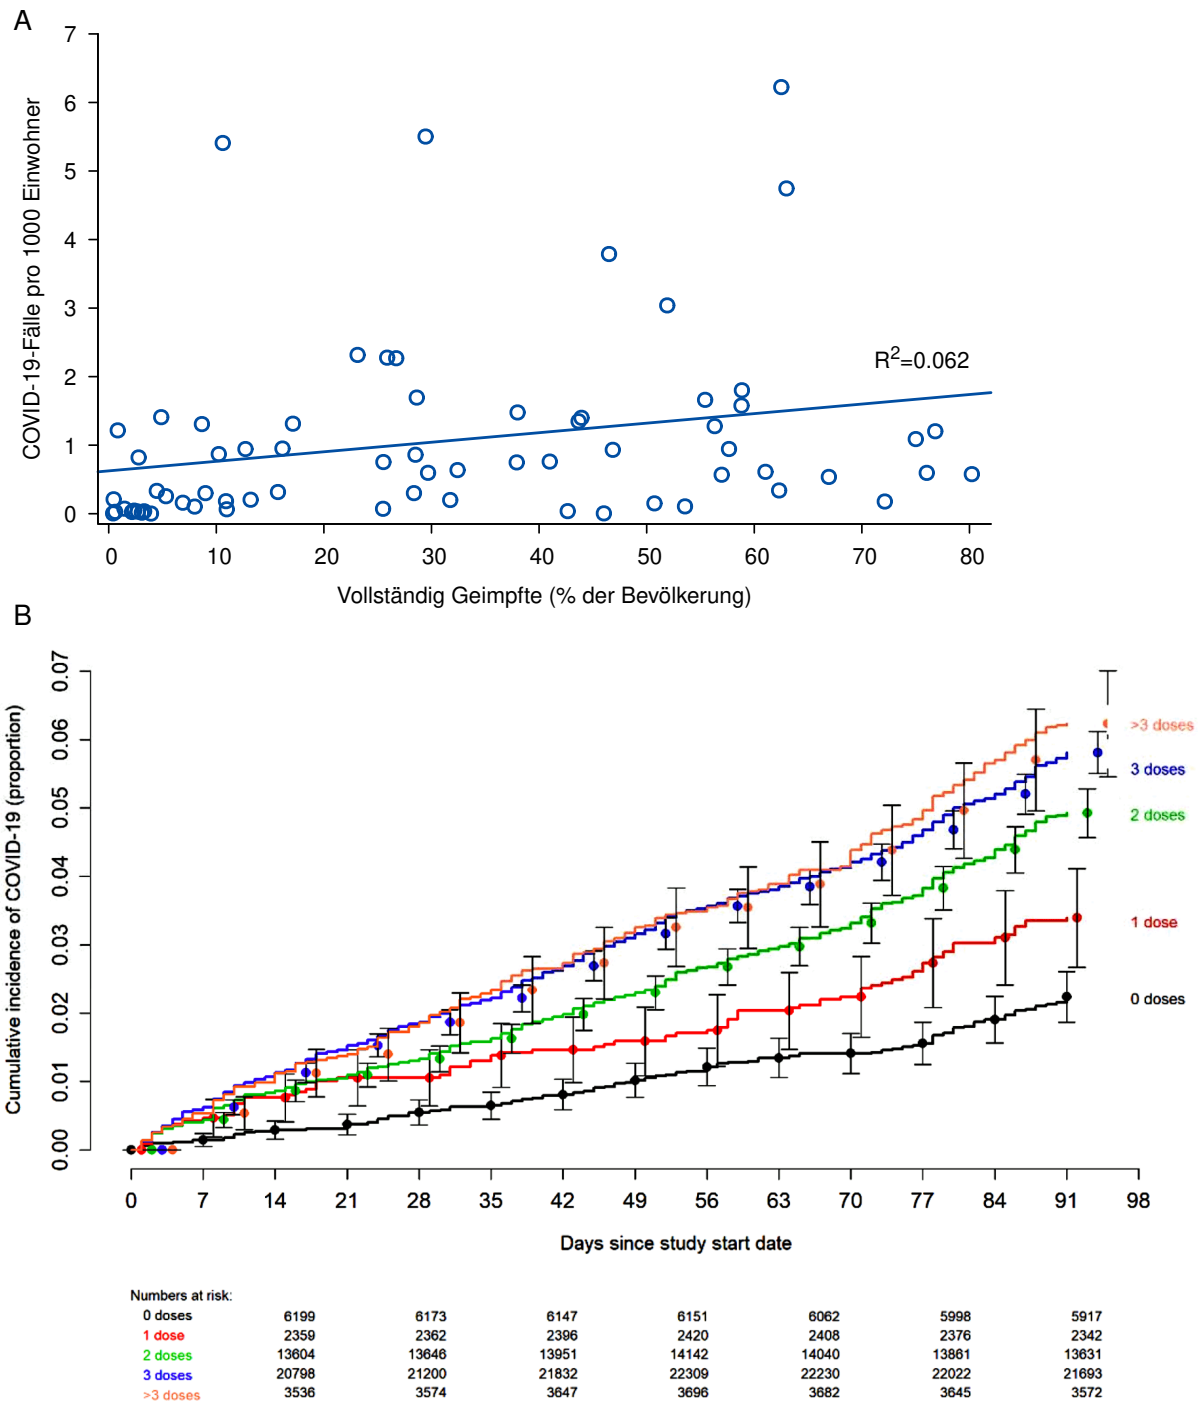 A
7
6
5
4
3
2
1
0
COVID-19-Fälle pro 1000 Einwohner
R2=0.062
0 10 20 30 40 50 60 70 80
Vollständig Geimpfte (% der Bevölkerung)
B
0.07
0.06
0.05
0.04
0.03
0.02
0.01
0.00
Cumulative incidence of COVID-19 (proportion)
>3 doses
3 doses
2 doses
1 dose
0 doses
0 7 14 21 28 35 42 49 56 63 70 77 84 91 98
Days since study start date
Numbers at risk:
0 doses 6199 6173 6147 6151 6062 5998 5917
1 dose 2359 2362 2396 2420 2408 2376 2342
2 doses 13604 13646 13951 14142 14040 13861 13631
3 doses 20798 21200 21832 22309 22230 22022 21693
>3 doses 3536 3574 3647 3696 3682 3645 3572